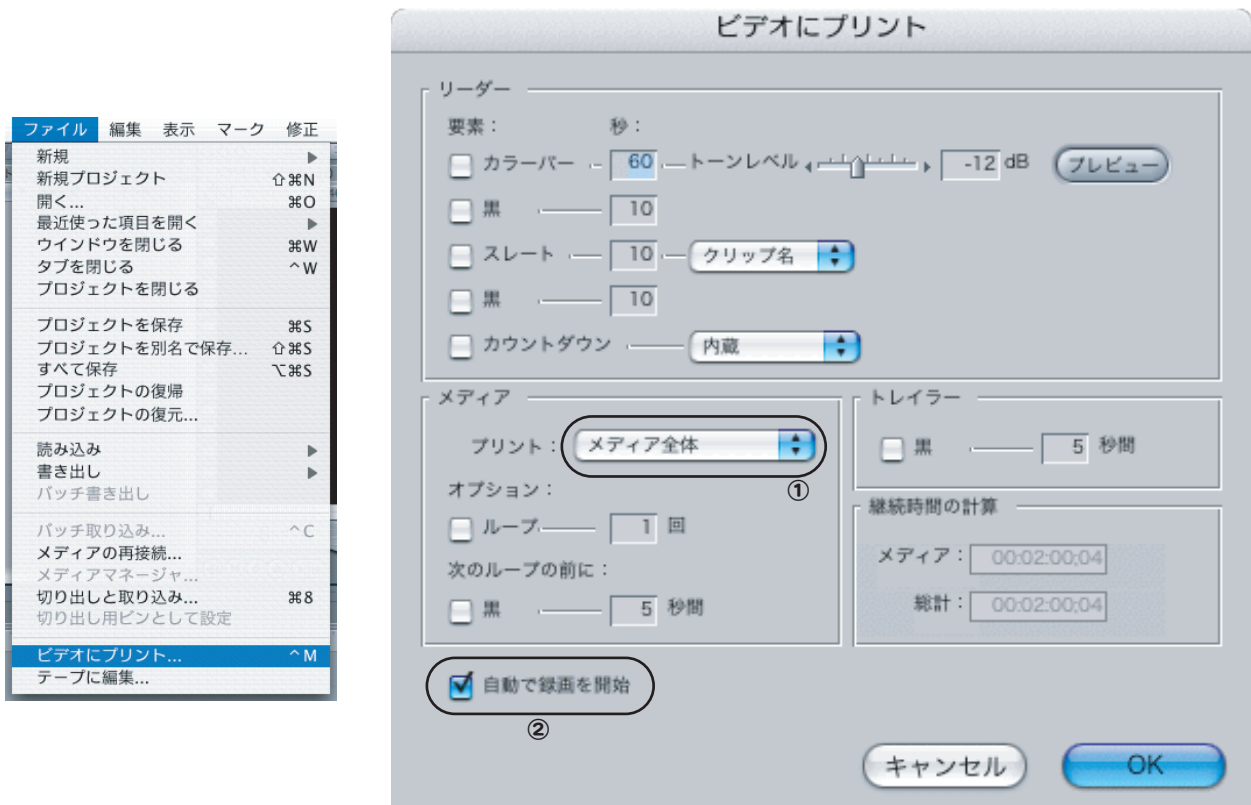 ファイル 編集 表示 マーク 修正
新規
新規プロジェクト ⇧⌘N
開く... ⌘O
最近使った項目を開く
ウインドウを閉じる ⌘W
タブを閉じる ^W
プロジェクトを閉じる
プロジェクトを保存 ⌘S
プロジェクトを別名で保存... ⇧⌘S
すべて保存 ⌥⌘S
プロジェクトの復帰
プロジェクトの復元...
読み込み
書き出し
バッチ書き出し
バッチ取り込み... ^C
メディアの再接続...
メディアマネージャ...
切り出しと取り込み... ⌘8
切り出し用ビンとして設定
ビデオにプリント... ^M
テープに編集...
ビデオにプリント
リーダー
要素： 秒：
カラーバー 60 トーンレベル -12 dB プレビュー
黒 10
スレート 10 クリップ名
黒 10
カウントダウン 内蔵
メディア
プリント： メディア全体
①
オプション：
ループ 1 回
次のループの前に：
黒 5 秒間
トレイラー
黒 5 秒間
継続時間の計算
メディア： 00:02:00;04
総計： 00:02:00;04
自動で録画を開始
②
キャンセル OK